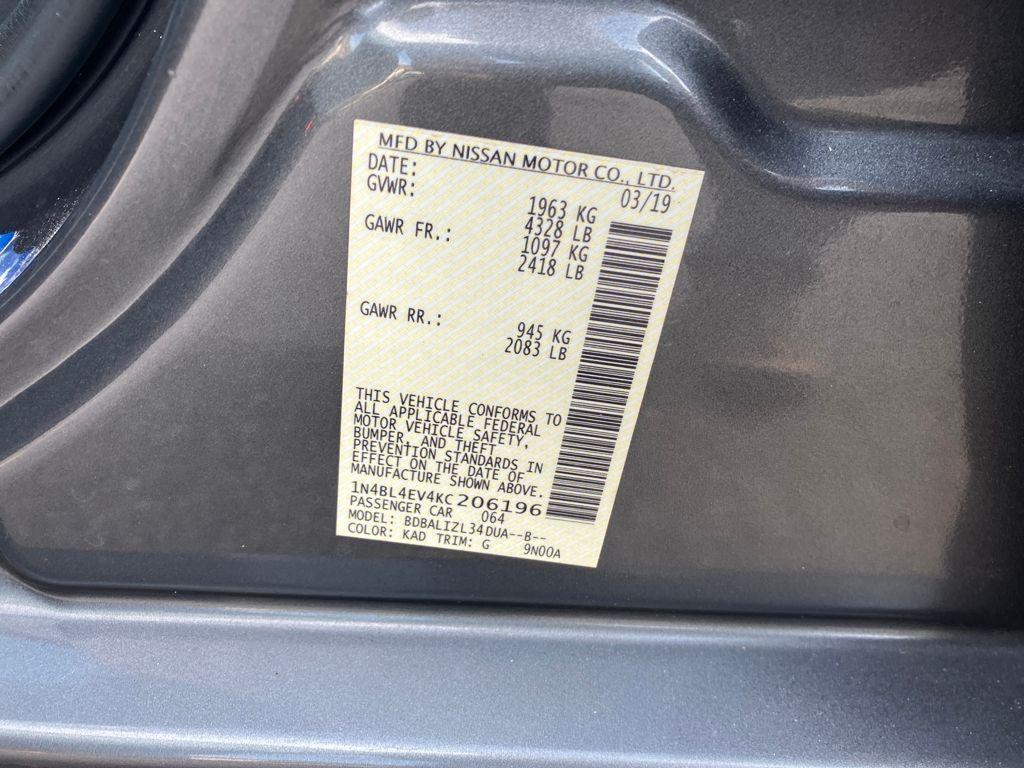 MFD BY NISSAN MOTOR CO., LTD.
DATE: 03/19
GVWR: 1963 KG
4328 LB
GAWR FR.: 1097 KG
2418 LB
GAWR RR.: 945 KG
2083 LB
THIS VEHICLE CONFORMS TO
ALL APPLICABLE FEDERAL
MOTOR VEHICLE SAFETY,
BUMPER, AND THEFT
PREVENTION STANDARDS IN
EFFECT ON THE DATE OF
MANUFACTURE SHOWN ABOVE.
1N4BL4EV4KC206196
PASSENGER CAR 064
MODEL: BDBALIZL34DUA--B--
COLOR: KAD TRIM: G 9N00A